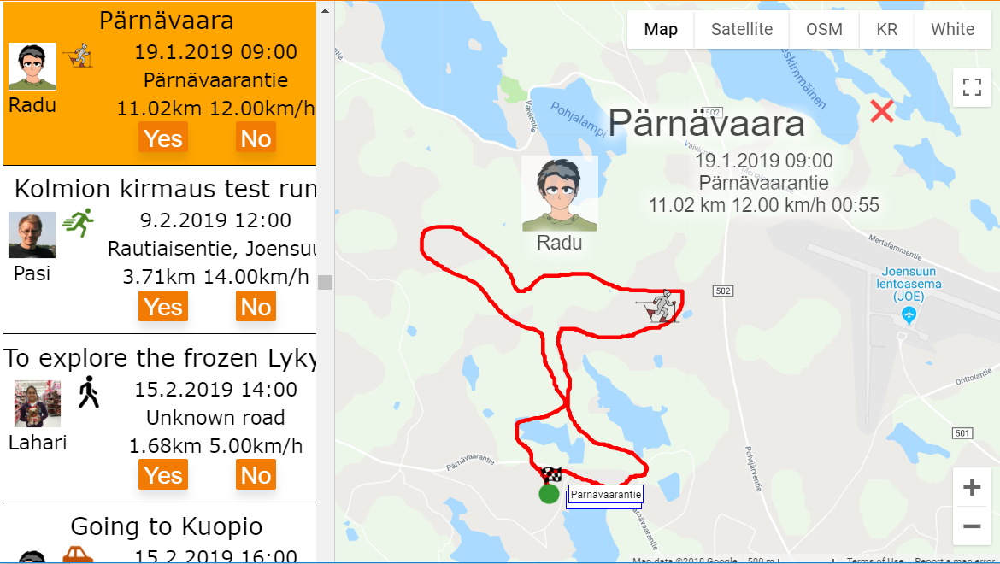 Pärnävaara
19.1.2019 09:00
Pärnävaarantie
Radu
11.02km 12.00km/h
Yes No
Kolmion kirmaus test run
9.2.2019 12:00
Rautiaisentie, Joensuu
Pasi
3.71km 14.00km/h
Yes No
To explore the frozen Lyky
15.2.2019 14:00
Unknown road
Lahari
1.68km 5.00km/h
Yes No
Going to Kuopio
15.2.2019 16:00
Map Satellite OSM KR White
Pohjalampi
Vaiviontie
502
Pärnävaara
19.1.2019 09:00
Pärnävaarantie
11.02 km 12.00 km/h 00:55
Radu
Mertalammentie
Joensuun
lentoasema
(JOE)
502
Onttolantie
501
Polvijärventie
Pärnävaarantie
Pärnävaarantie
Pärnävaarantie
+
−
Map data ©2018 Google 500 m Terms of Use Report a map error